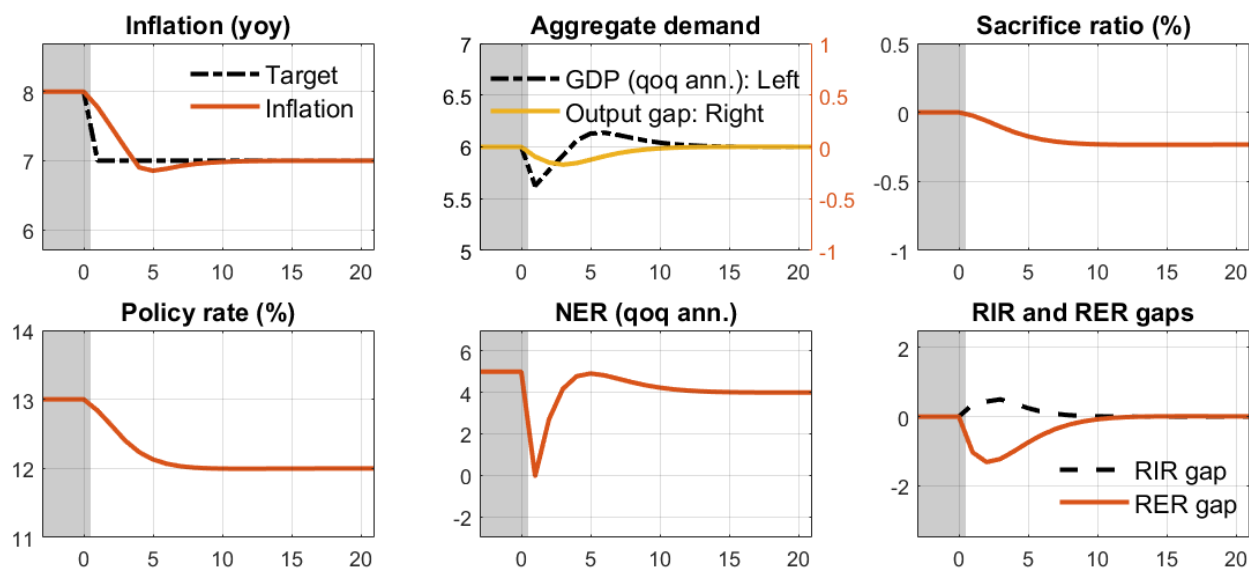 Inflation (yoy)
8
7
6
0 5 10 15 20
Target
Inflation
Aggregate demand
7
6.5
6
5.5
5
1
0.5
0
-0.5
-1
0 5 10 15 20
GDP (qoq ann.): Left
Output gap: Right
Sacrifice ratio (%)
0.5
0
-0.5
-1
0 5 10 15 20
Policy rate (%)
14
13
12
11
0 5 10 15 20
NER (qoq ann.)
6
4
2
0
-2
0 5 10 15 20
RIR and RER gaps
2
0
-2
0 5 10 15 20
RIR gap
RER gap